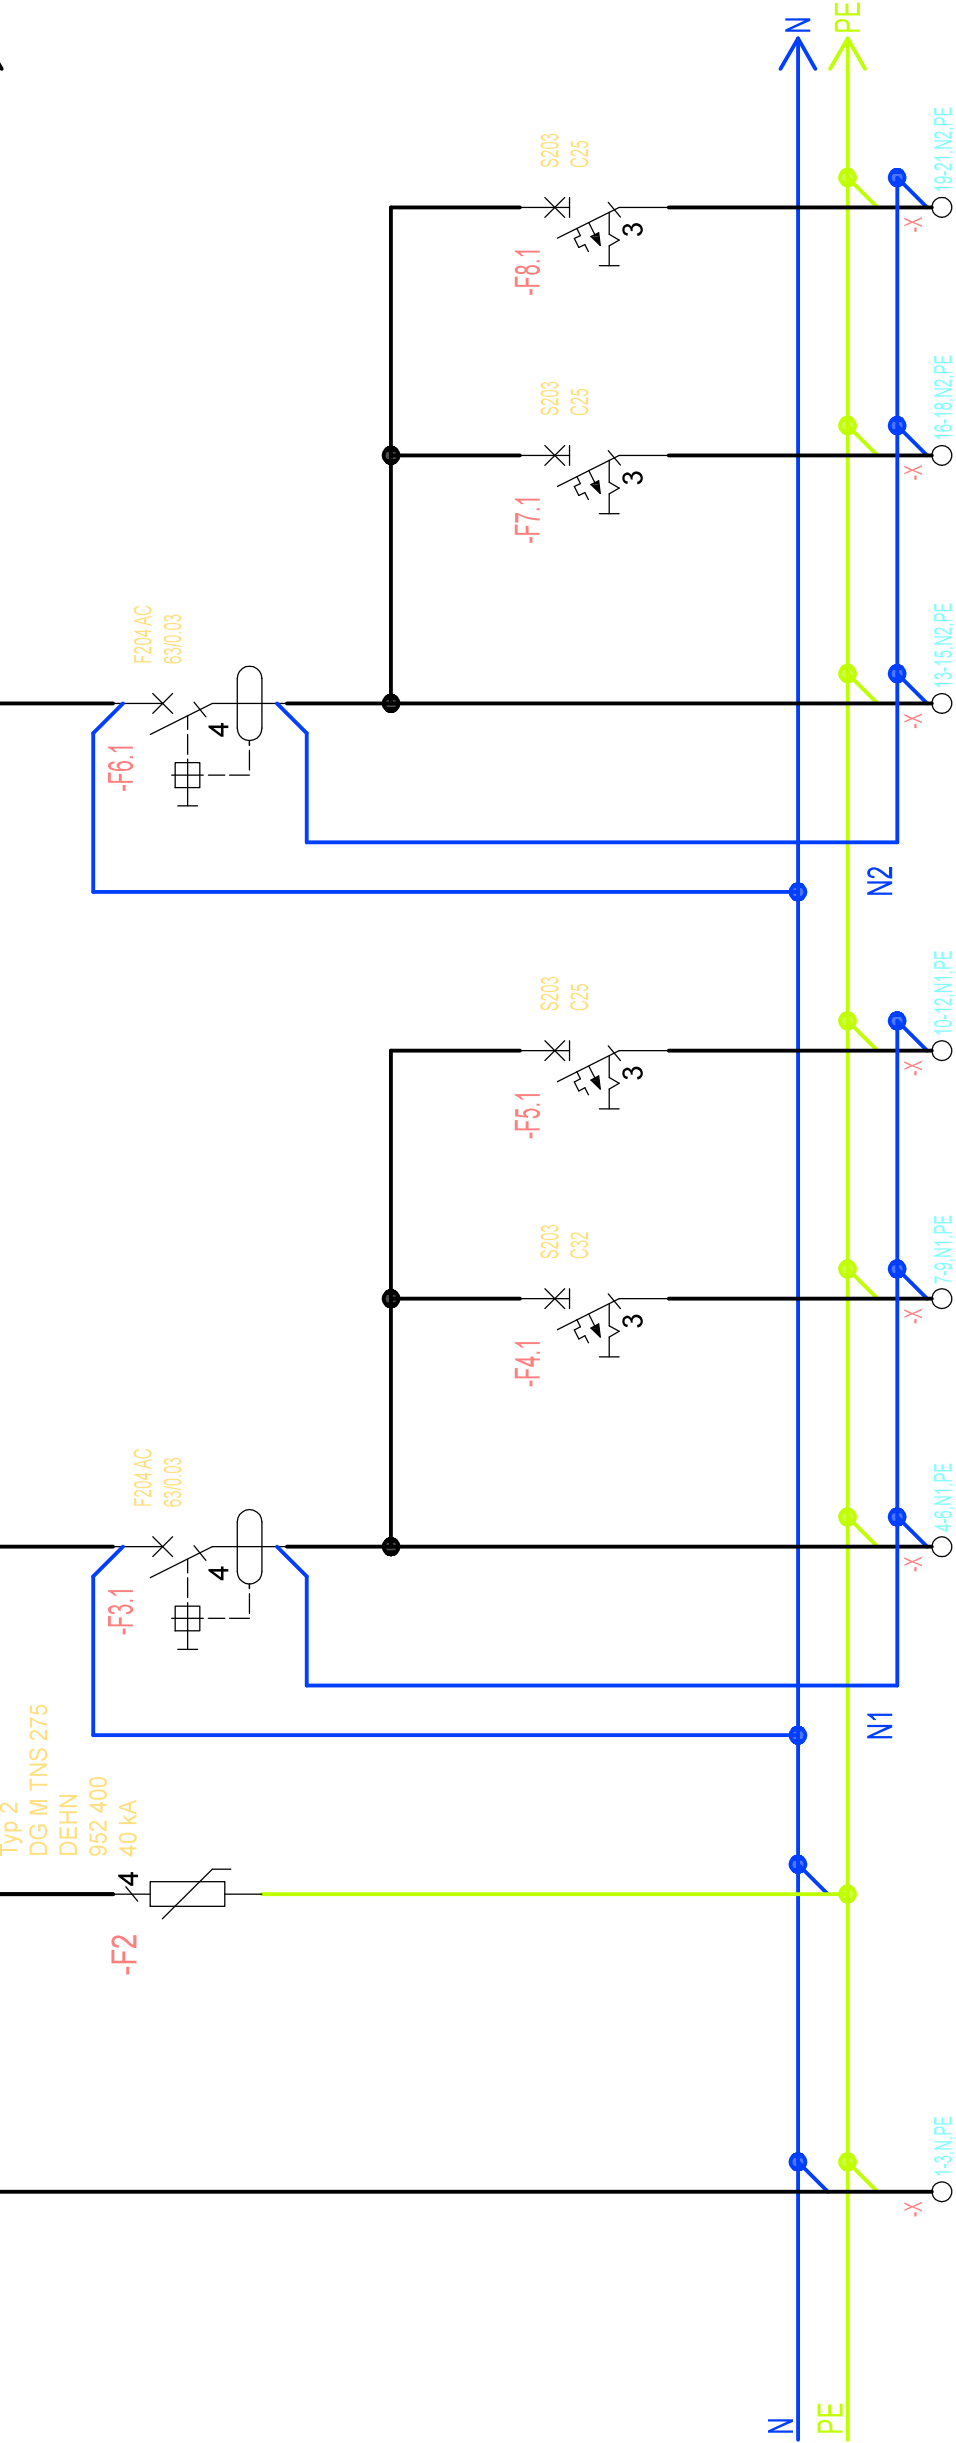 Typ 2
DG M TNS 275
DEHN
952 400
40 kA
-F2
4
F204 AC
63/0.03
-F3.1
4
F204 AC
63/0.03
-F6.1
4
S203
C32
-F4.1
3
S203
C25
-F5.1
3
S203
C25
-F7.1
3
S203
C25
-F8.1
3
N
N
PE
PE
N1
N2
-X
1-3,N,PE
-X
4-6,N1,PE
-X
7-9,N1,PE
-X
10-12,N1,PE
-X
13-15,N2,PE
-X
16-18,N2,PE
-X
19-21,N2,PE